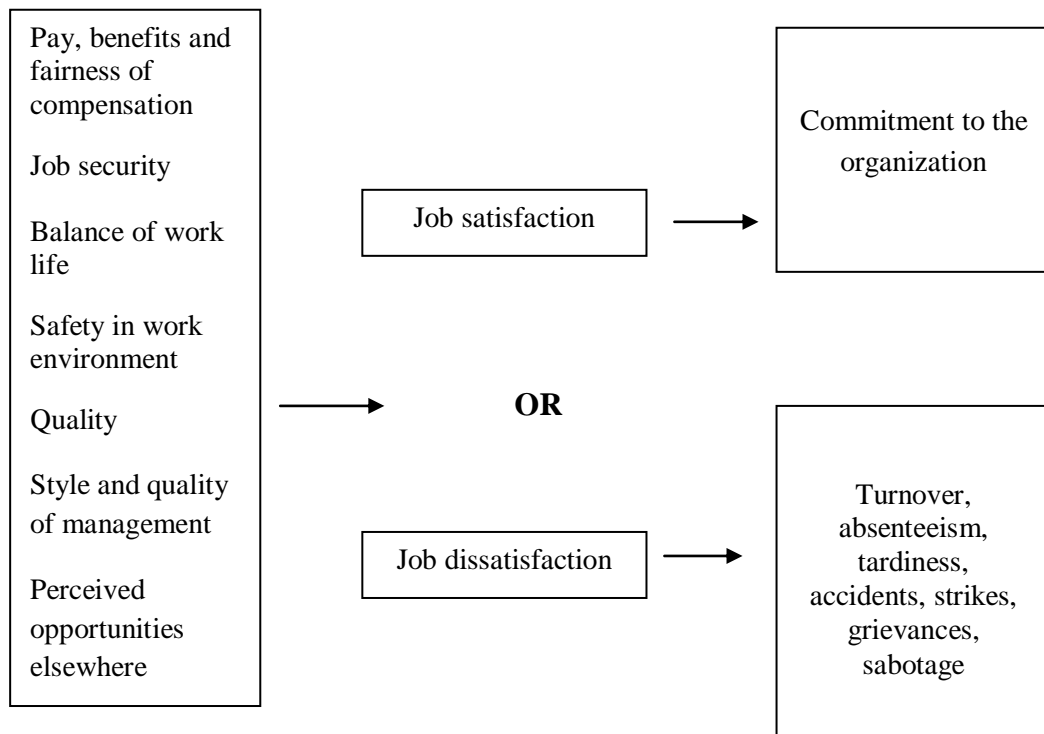 Pay, benefits and
fairness of
compensation
Job security
Balance of work
life
Safety in work
environment
Quality
Style and quality
of management
Perceived
opportunities
elsewhere
Job satisfaction
OR
Job dissatisfaction
Commitment to the
organization
Turnover,
absenteeism,
tardiness,
accidents, strikes,
grievances,
sabotage